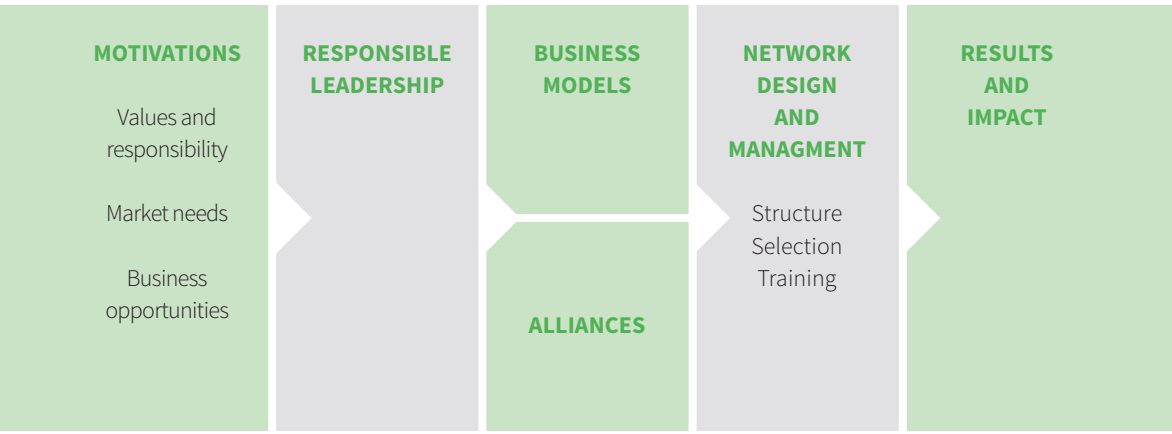 MOTIVATIONS
Values and
responsibility
Market needs
Business
opportunities
RESPONSIBLE
LEADERSHIP
BUSINESS
MODELS
ALLIANCES
NETWORK
DESIGN
AND
MANAGMENT
Structure
Selection
Training
RESULTS
AND
IMPACT